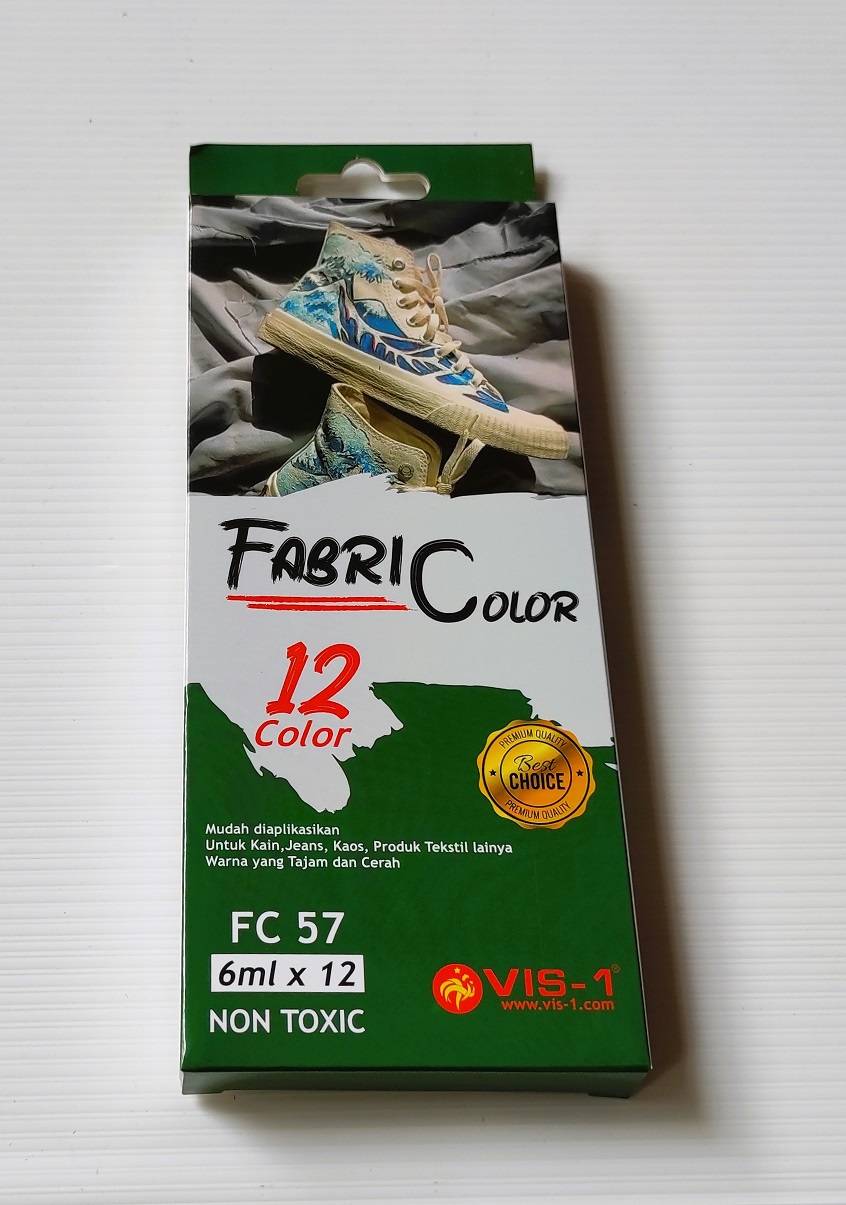 FABRIC COLOR
12
Color
PREMIUM QUALITY
Best
CHOICE
PREMIUM QUALITY
Mudah diaplikasikan
Untuk Kain,Jeans, Kaos, Produk Tekstil lainya
Warna yang Tajam dan Cerah
FC 57
6ml x 12
NON TOXIC
VIS-1®
www.vis-1.com